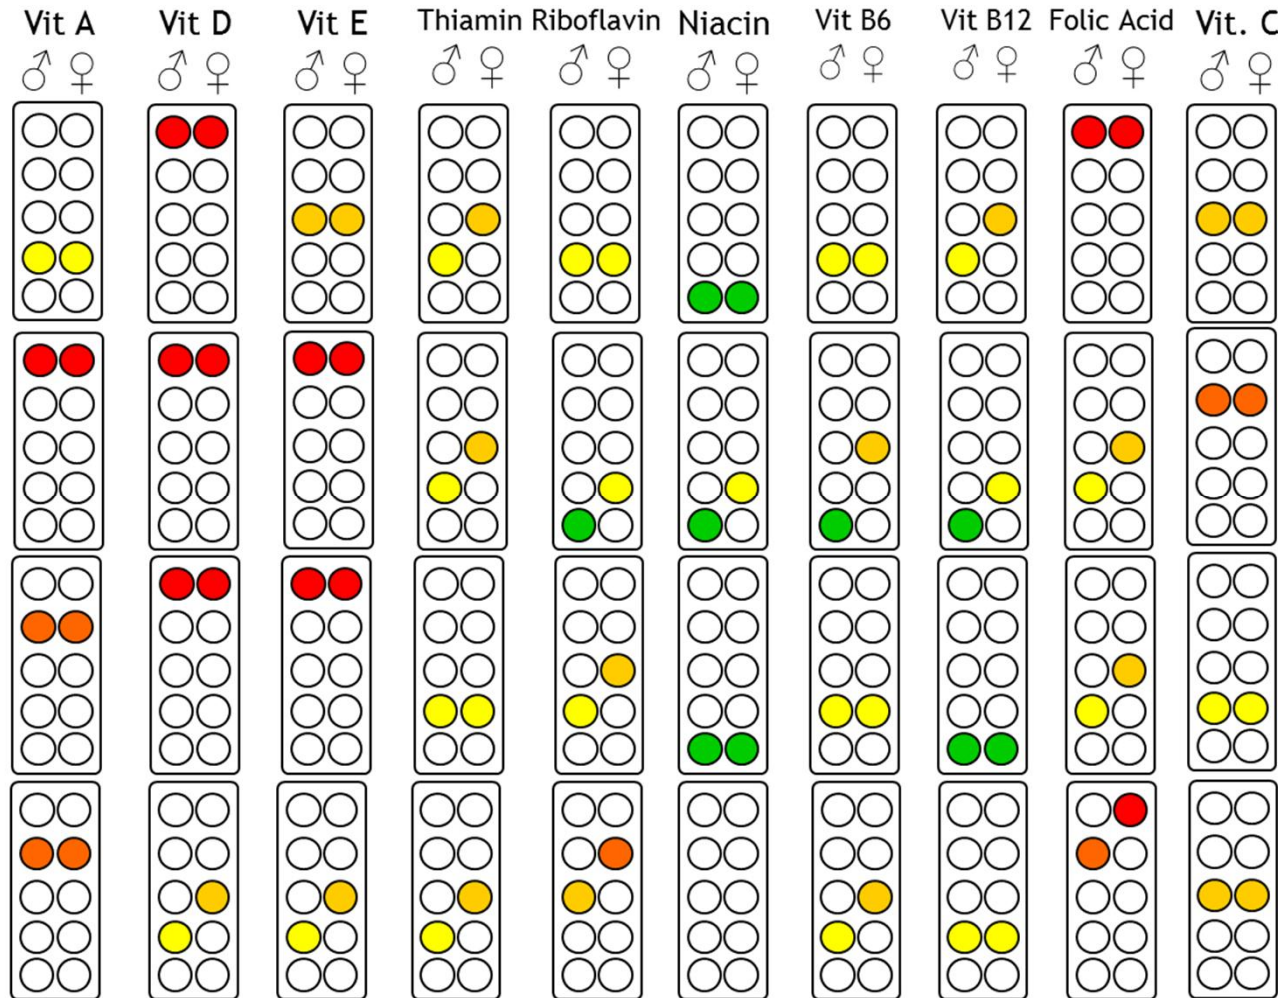 Vit A Vit D Vit E Thiamin Riboflavin Niacin Vit B6 Vit B12 Folic Acid Vit. C
♂ ♀ ♂ ♀ ♂ ♀ ♂ ♀ ♂ ♀ ♂ ♀ ♂ ♀ ♂ ♀ ♂ ♀ ♂ ♀